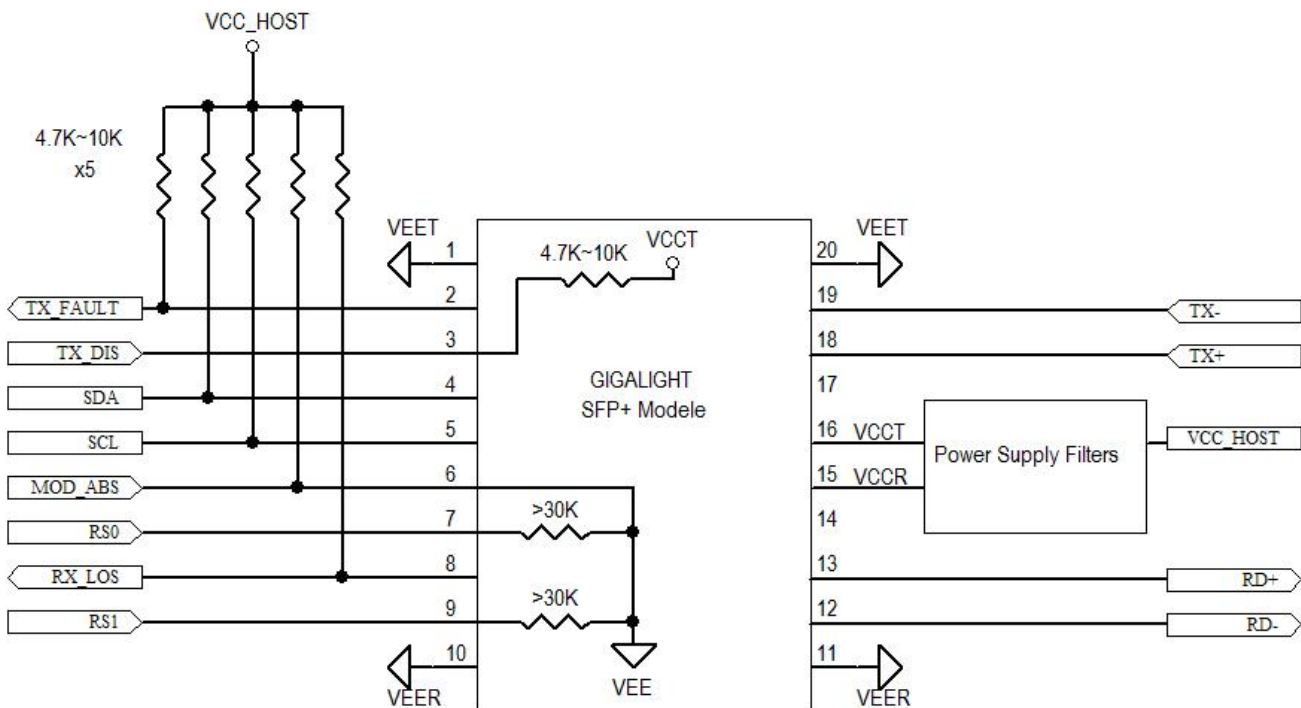 VCC_HOST
4.7K~10K
x5
VEET
1
4.7K~10K
VCCT
20
VEET
TX_FAULT
2
19
TX-
TX_DIS
3
18
TX+
SDA
4
GIGALIGHT
SFP+ Modele
17
SCL
5
16
VCCT
Power Supply Filters
VCC_HOST
MOD_ABS
6
15
VCCR
RS0
7
>30K
14
RX_LOS
8
13
RD+
RS1
9
>30K
12
RD-
10
VEER
VEE
11
VEER